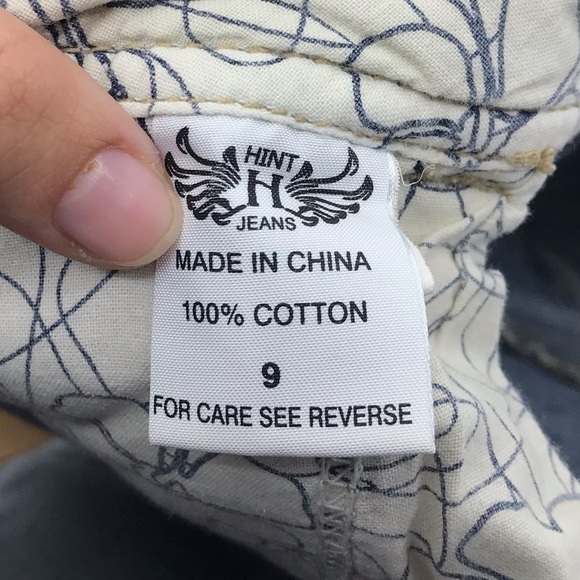 HINT
H
JEANS
MADE IN CHINA
100% COTTON
9
FOR CARE SEE REVERSE